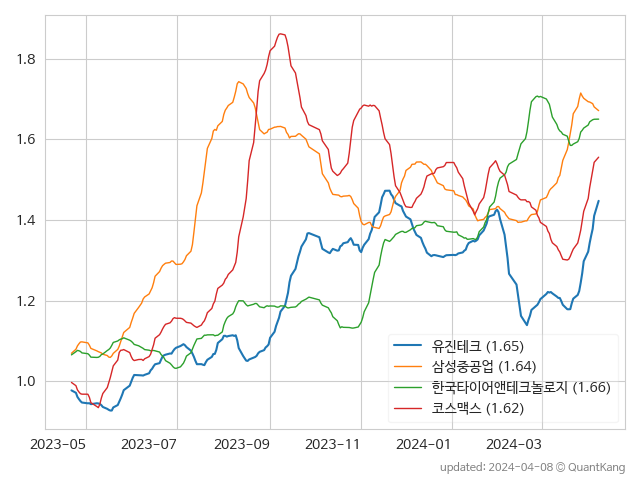 1.8
1.6
1.4
1.2
1.0
유진테크 (1.65)
삼성중공업 (1.64)
한국타이어앤테크놀로지 (1.66)
코스맥스 (1.62)
2023-05 2023-07 2023-09 2023-11 2024-01 2024-03
updated: 2024-04-08 © QuantKang